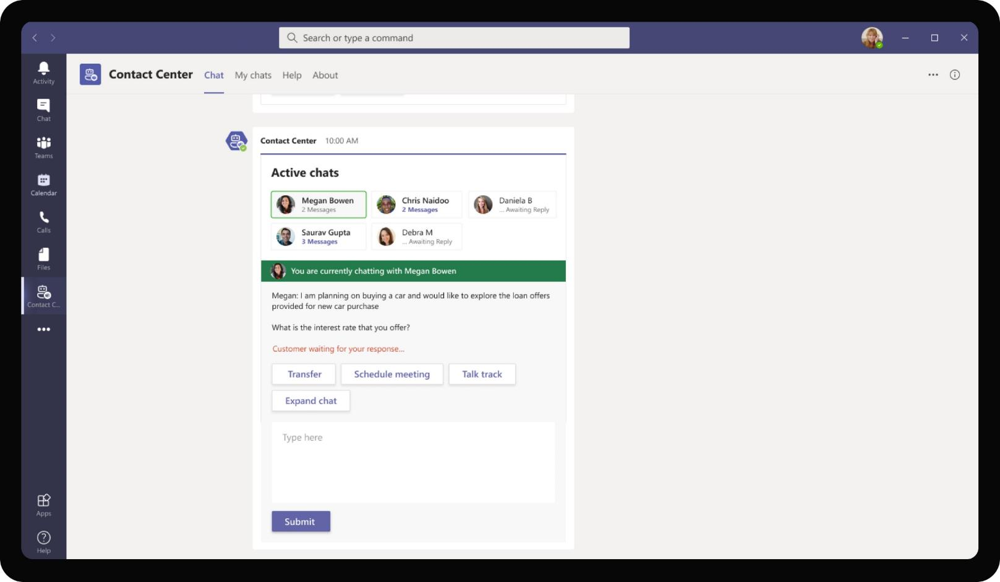 Search or type a command
Activity
Chat
Teams
Calendar
Calls
Files
Contact C...
Apps
Help
Contact Center Chat My chats Help About
Contact Center 10:00 AM
Active chats
Megan Bowen
2 Messages
Chris Naidoo
2 Messages
Daniela B
... Awaiting Reply
Saurav Gupta
3 Messages
Debra M
... Awaiting Reply
You are currently chatting with Megan Bowen
Megan: I am planning on buying a car and would like to explore the loan offers
provided for new car purchase
What is the interest rate that you offer?
Customer waiting for your response...
Transfer Schedule meeting Talk track
Expand chat
Type here
Submit